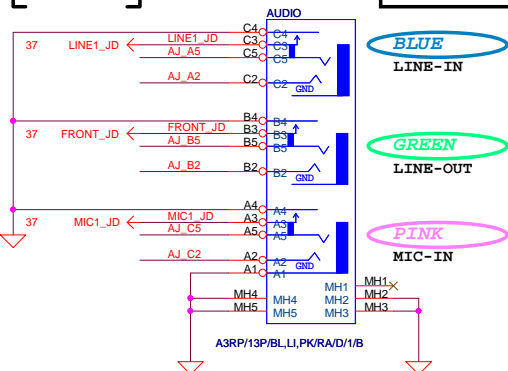 AUDIO
C4 C4
37 LINE1_JD LINE1_JD C3 C3 BLUE
AJ_A5 C5 C5
LINE-IN
AJ_A2 C2 C2
GND
B4 B4
37 FRONT_JD FRONT_JD B3 B3 GREEN
AJ_B5 B5 B5
LINE-OUT
AJ_B2 B2 B2
GND
A4 A4
37 MIC1_JD MIC1_JD A3 A3 PINK
AJ_C5 A5 A5
MIC-IN
AJ_C2 A2 A2
GND
A1 A1
MH1 MH1
MH4 MH4 MH2 MH2
MH5 MH5 MH3 MH3
A3RP/13P/BL,LI,PK/RA/D/1/B